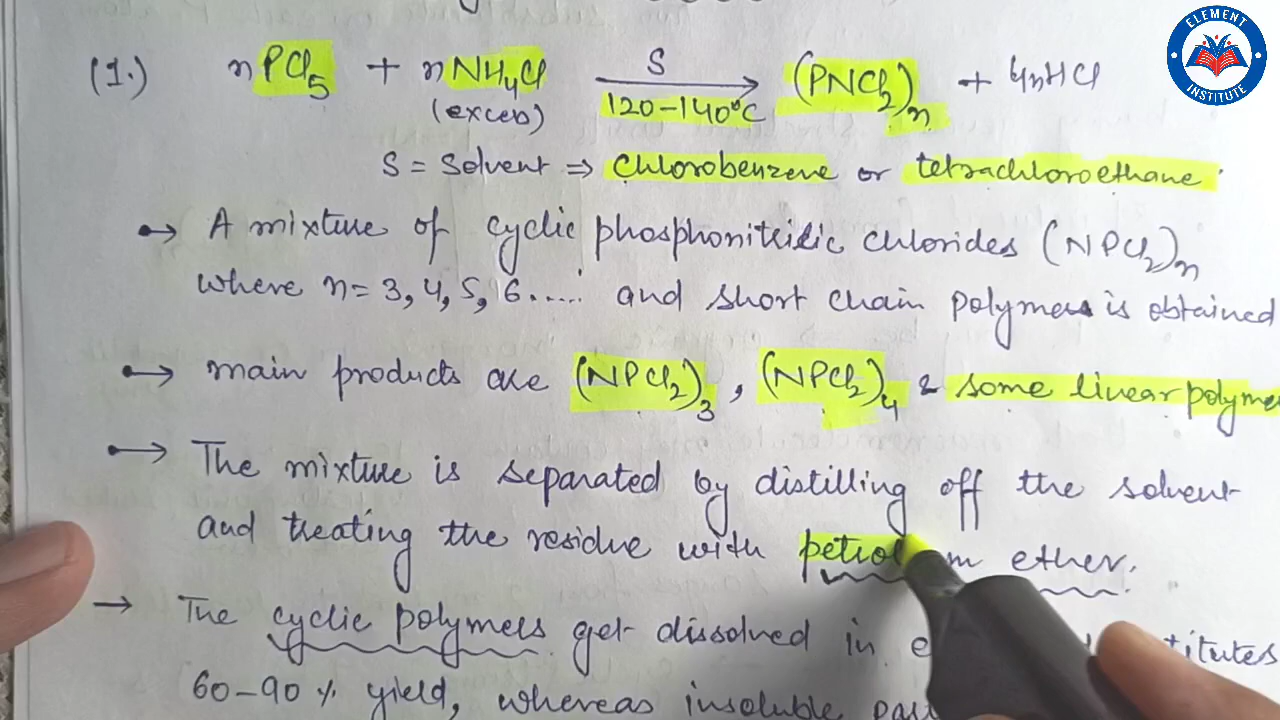 ELEMENT
INSTITUTE
(1.) nPCl5 + nNH4Cl S (PNCl2)n + 4nHCl
(excess) 120-140°C
S = Solvent ⇒ Chlorobenzene or tetrachloroethane.
→ A mixture of cyclic phosphonitrilic chlorides (NPCl2)n
where n = 3, 4, 5, 6..... and short chain polymers is obtained
→ main products are (NPCl2)3, (NPCl2)4 & some linear polyme
→ The mixture is separated by distilling off the solvent
and treating the residue with ether.
→ The cyclic polymers get dissolved in
60-90% yield, whereas insoluble